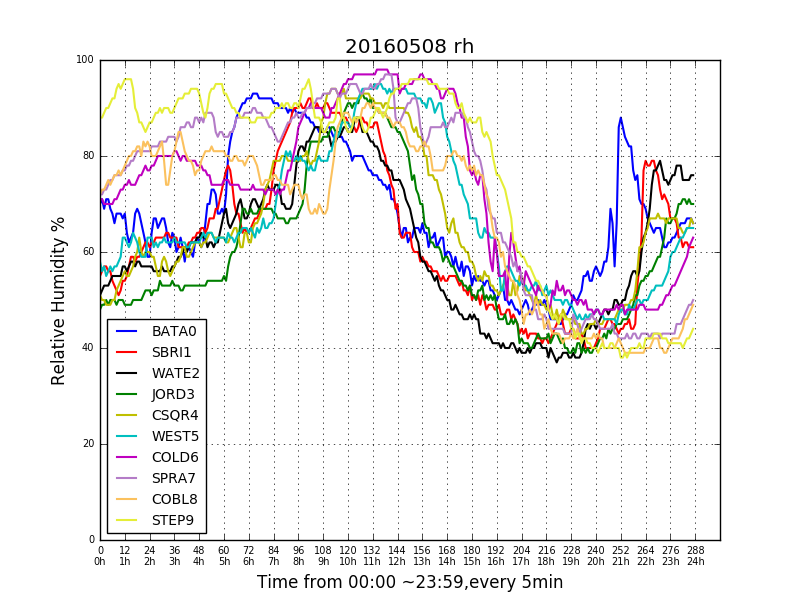 20160508 rh
Relative Humidity %
100
80
60
40
20
0
BATA0
SBRI1
WATE2
JORD3
CSQR4
WEST5
COLD6
SPRA7
COBL8
STEP9
0 12 24 36 48 60 72 84 96 108 120 132 144 156 168 180 192 204 216 228 240 252 264 276 288
0h 1h 2h 3h 4h 5h 6h 7h 8h 9h 10h 11h 12h 13h 14h 15h 16h 17h 18h 19h 20h 21h 22h 23h 24h
Time from 00:00 ~23:59,every 5min